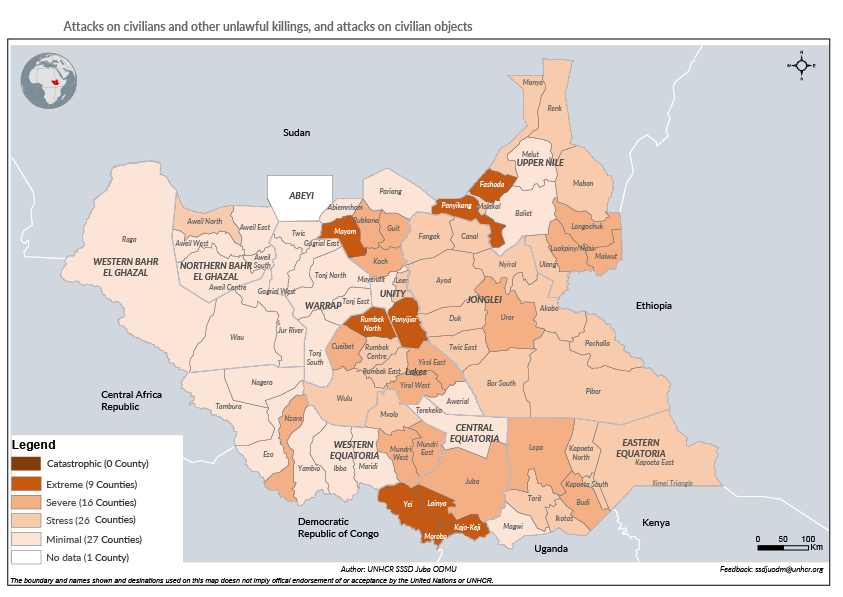 Attacks on civilians and other unlawful killings, and attacks on civilian objects
N
W
E
S
Manyo
Renk
Sudan
Melut
UPPER NILE
Fashoda
Maban
ABEYI
Pariang
Panyikang
Malakal
Baliet
Abiemnham
Rubkona
Aweil North
Aweil East
Twic
Mayom
Guit
Fangak
Canal
Longochuk
Raga
Aweil West
Gogrial East
Luakpiny/Nasir
Maiwut
WESTERN BAHR
EL GHAZAL
NORTHERN BAHR
EL GHAZAL
Aweil
South
Koch
Nyirol
Ulang
Tonj North
Mayendit
Leer
Ayod
Aweil Centre
Gogrial West
UNITY
JONGLEI
WARRAP
Tonj East
Ethiopia
Akobo
Rumbek
North
Panyijiar
Duk
Uror
Wau
Jur River
Cueibet
Rumbek
Centre
Twic East
Pochalla
Tonj
South
Yirol East
Rumbek East
Lakes
Nagero
Yirol West
Bor South
Pibor
Central Africa
Republic
Wulu
Awerial
Tambura
Terekeka
Mvolo
Nzara
CENTRAL
EQUATORIA
Legend
WESTERN
EQUATORIA
Mundri
West
Mundri
East
Lopa
Kapoeta
North
EASTERN
EQUATORIA
Ezo
Kapoeta East
Catastrophic (0 County)
Yambio
Ibba
Maridi
Extreme (9 Counties)
Juba
Kapoeta South
Ilimei Triangle
Severe (16 Counties)
Yei
Lainya
Torit
Budi
Stress (26 Counties)
Democratic
Republic of Congo
Kajo-Keji
Magwi
Ikotos
Kenya
Minimal (27 Counties)
Morobo
Uganda
0 50 100
Km
No data (1 County)
Author: UNHCR SSSD Juba ODMU
Feedback: ssdjuodm@unhcr.org
The boundary and names shown and desinations used on this map doesn not imply offical endorsement of or acceptance by the United Nations or UNHCR.